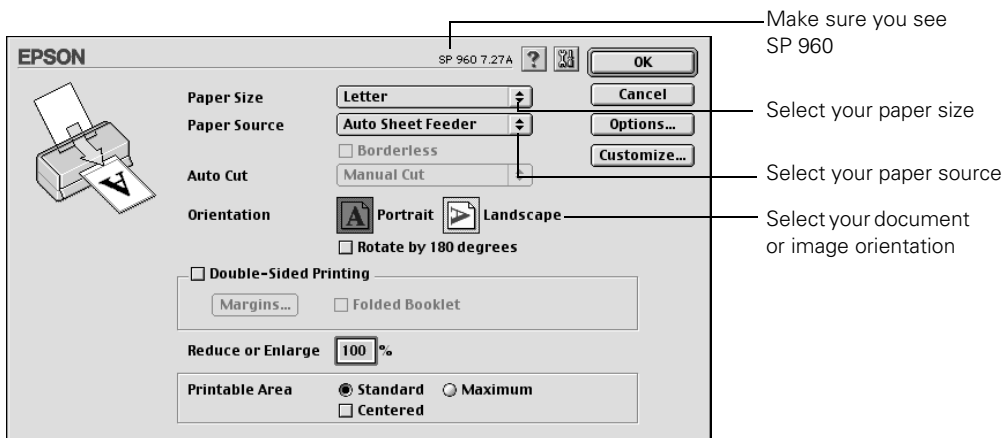 Make sure you see
SP 960
EPSON
SP 960 7.27A ? OK
Paper Size Letter Cancel
Select your paper size
Paper Source Auto Sheet Feeder Options...
Borderless Customize...
Select your paper source
Auto Cut Manual Cut
Orientation A Portrait A Landscape
Select your document
or image orientation
Rotate by 180 degrees
Double-Sided Printing
Margins... Folded Booklet
Reduce or Enlarge 100 %
Printable Area Standard Maximum
Centered
A